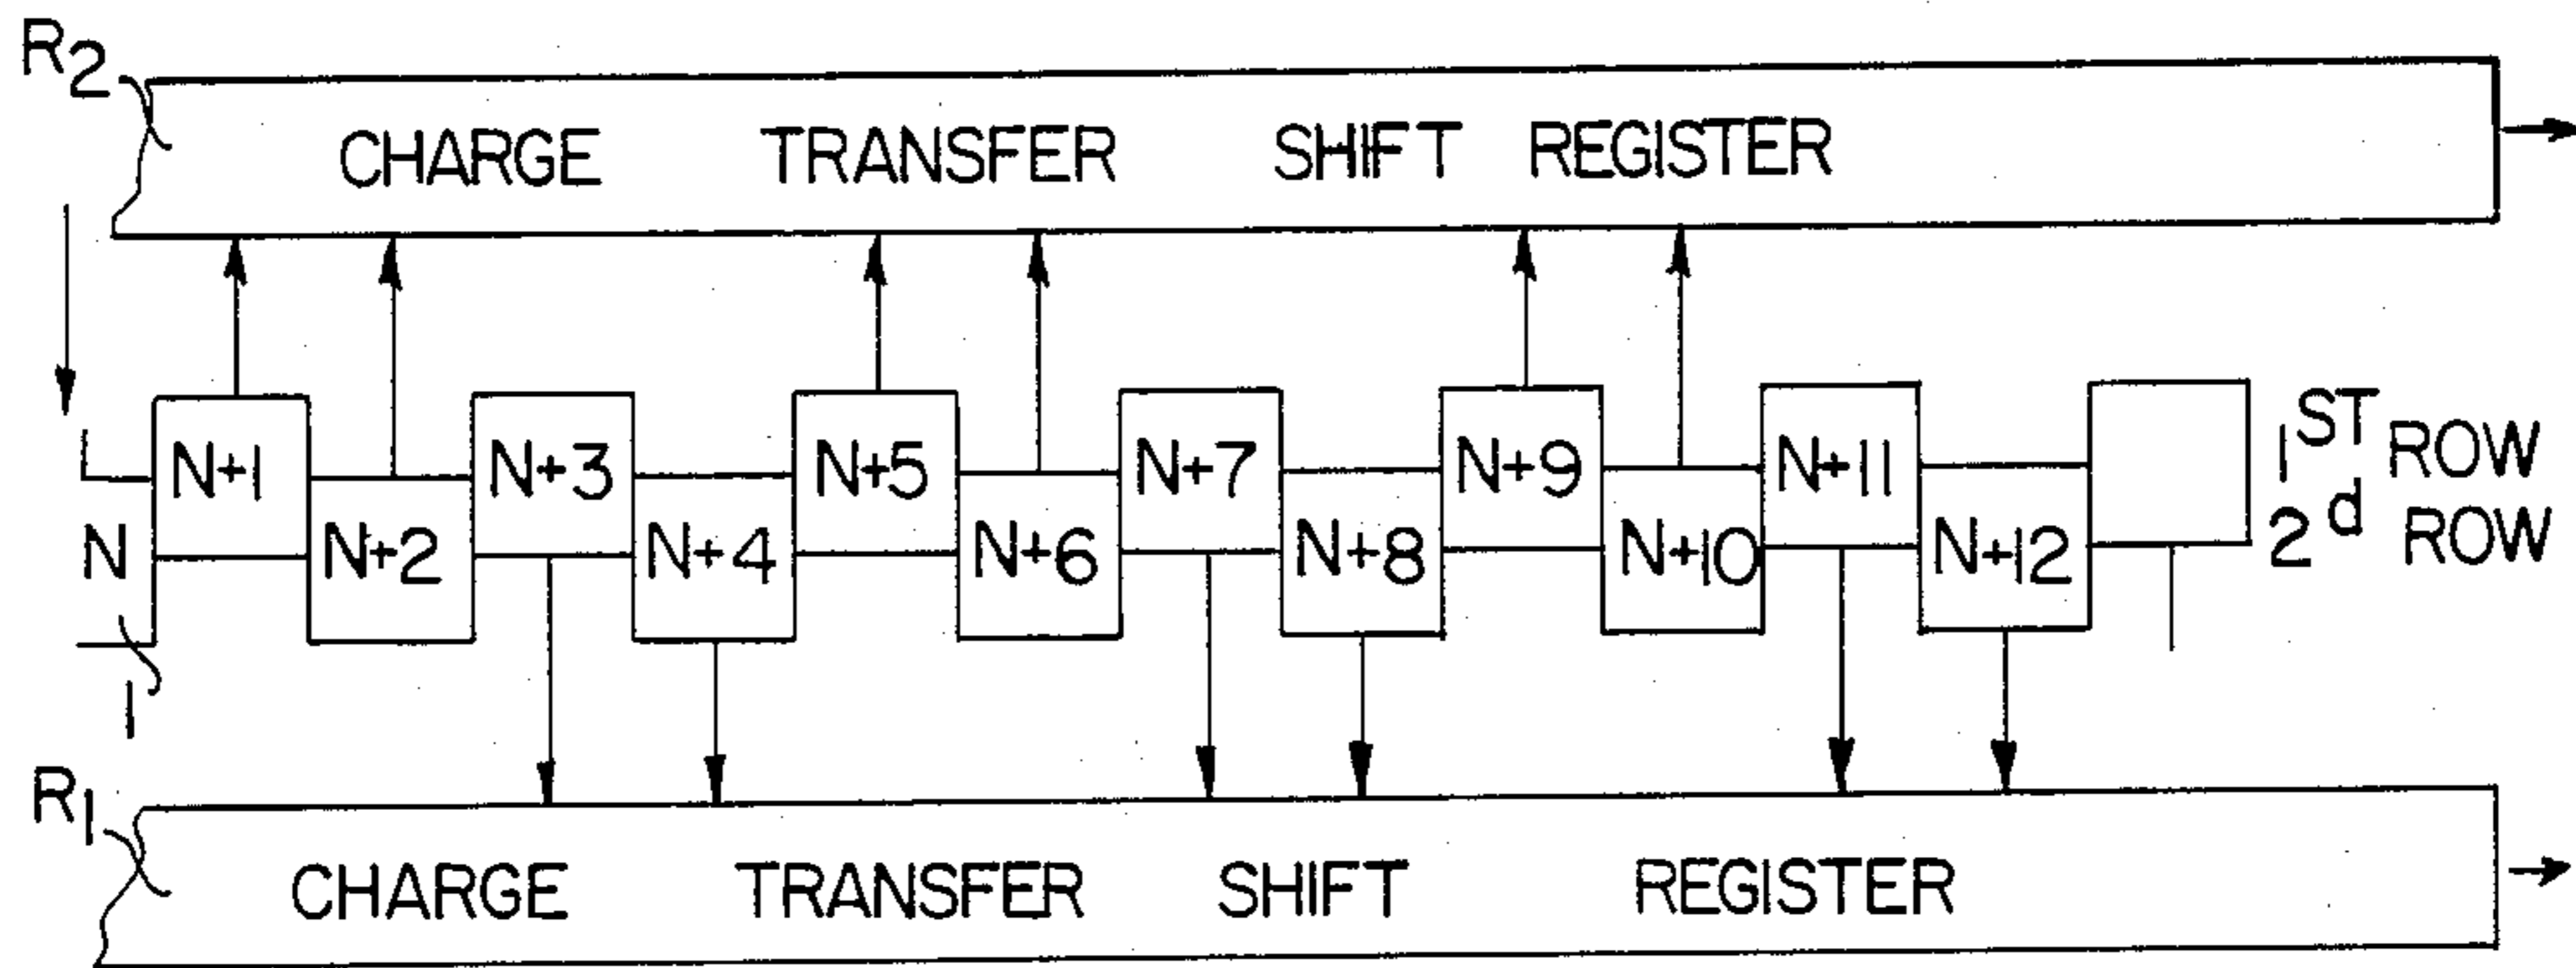 R2
CHARGE TRANSFER SHIFT REGISTER
N+1 N+3 N+5 N+7 N+9 N+11 1ST ROW
N N+2 N+4 N+6 N+8 N+10 N+12 2d ROW
1
R1
CHARGE TRANSFER SHIFT REGISTER